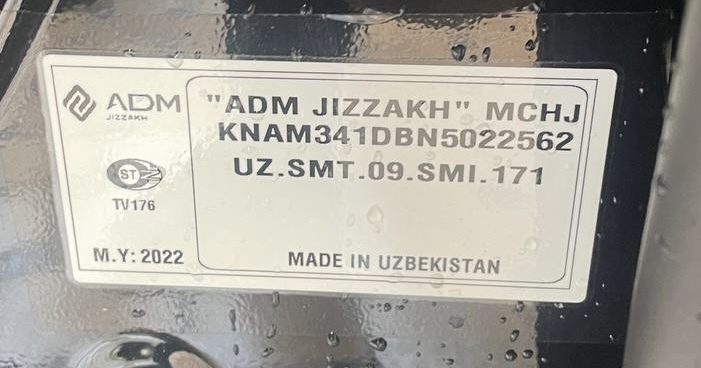 ADM
JIZZAKH
"ADM JIZZAKH" MCHJ
KNAM341DBN5022562
UZ.SMT.09.SMI.171
ST
TV176
M.Y: 2022
MADE IN UZBEKISTAN